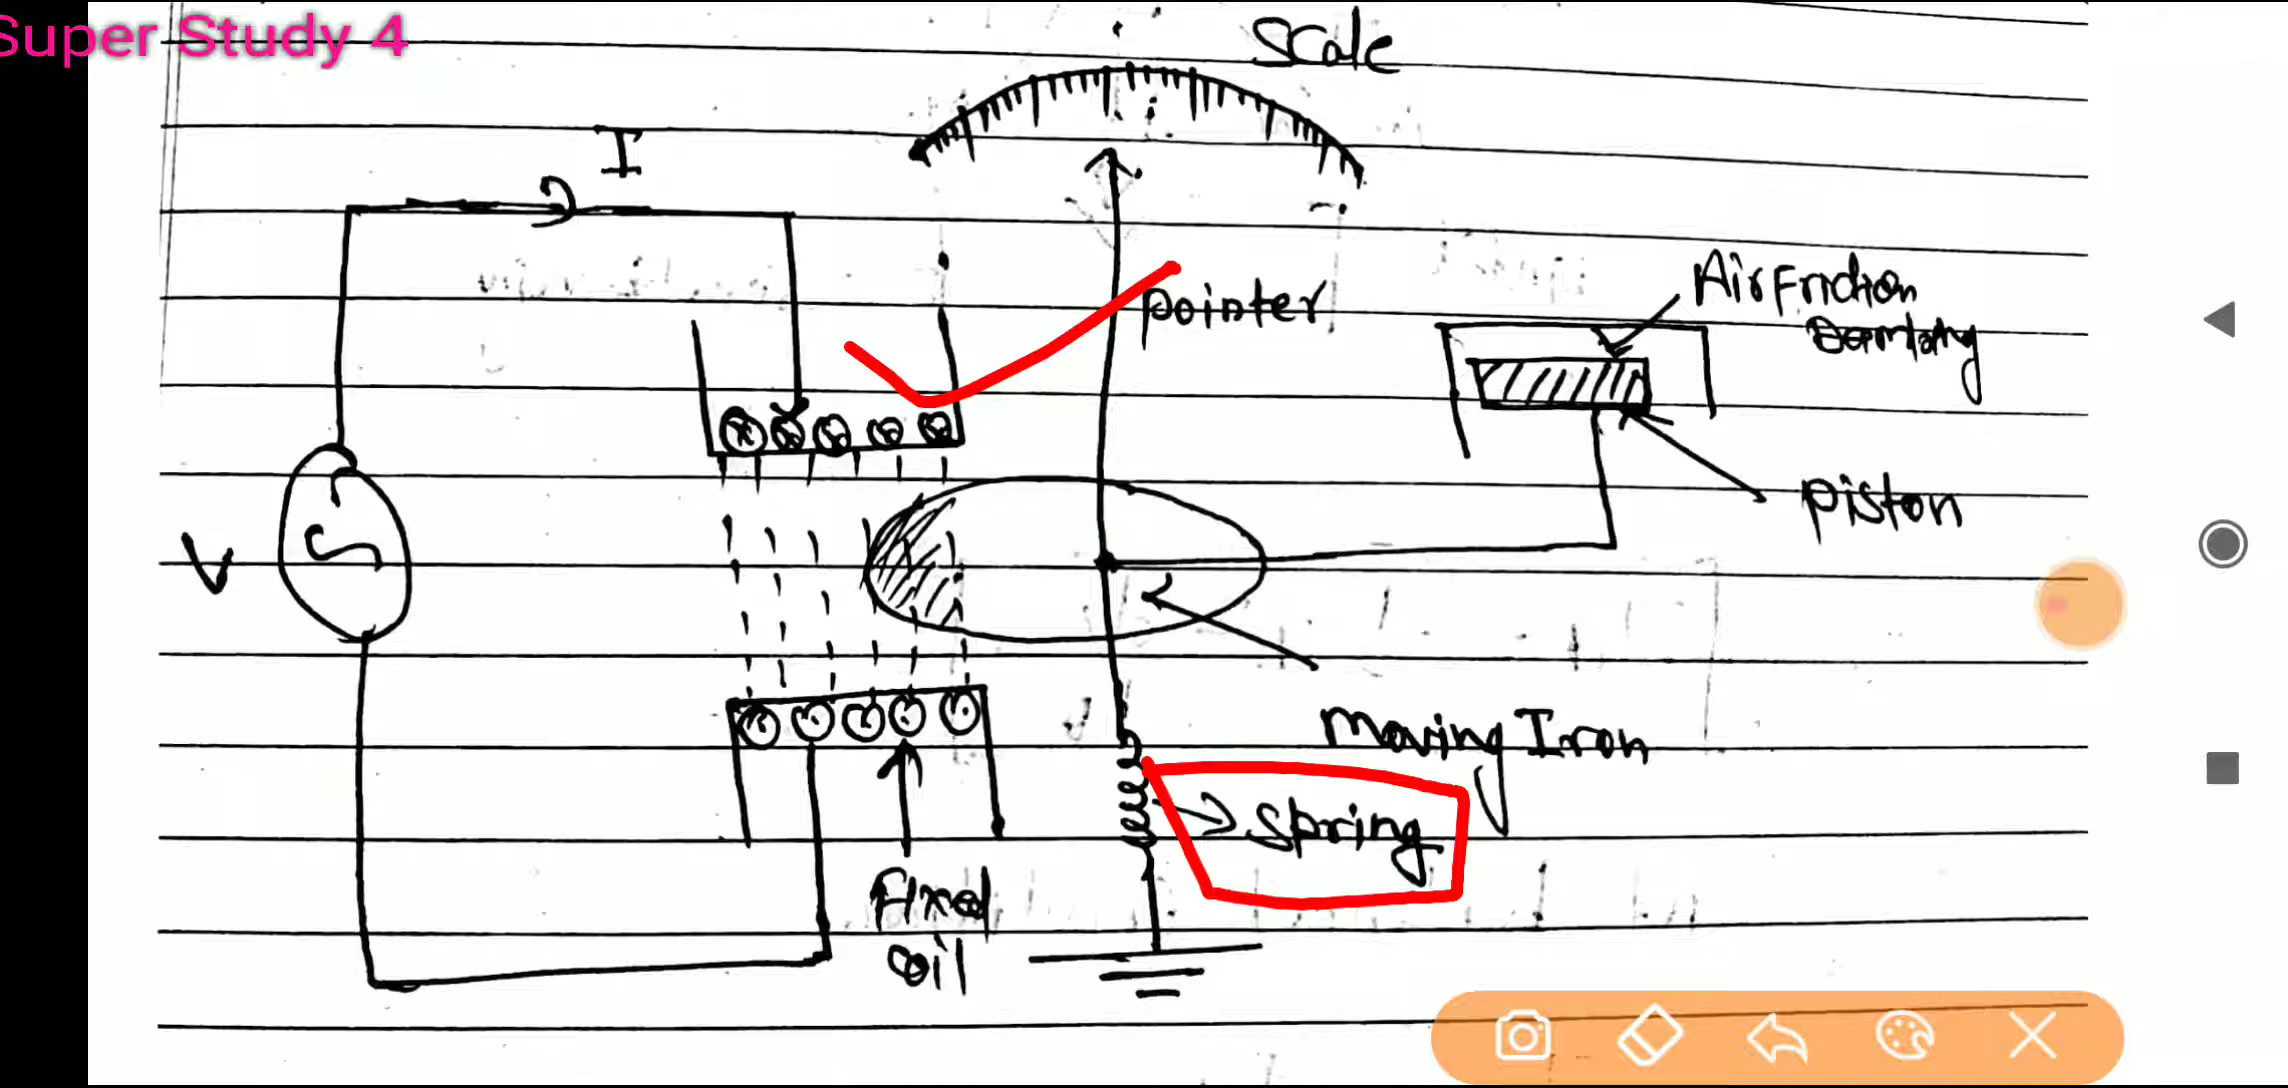 Super Study 4
Scale
I
pointer
Air Friction
Damping
piston
V
Moving Iron
Spring
Fixed
coil